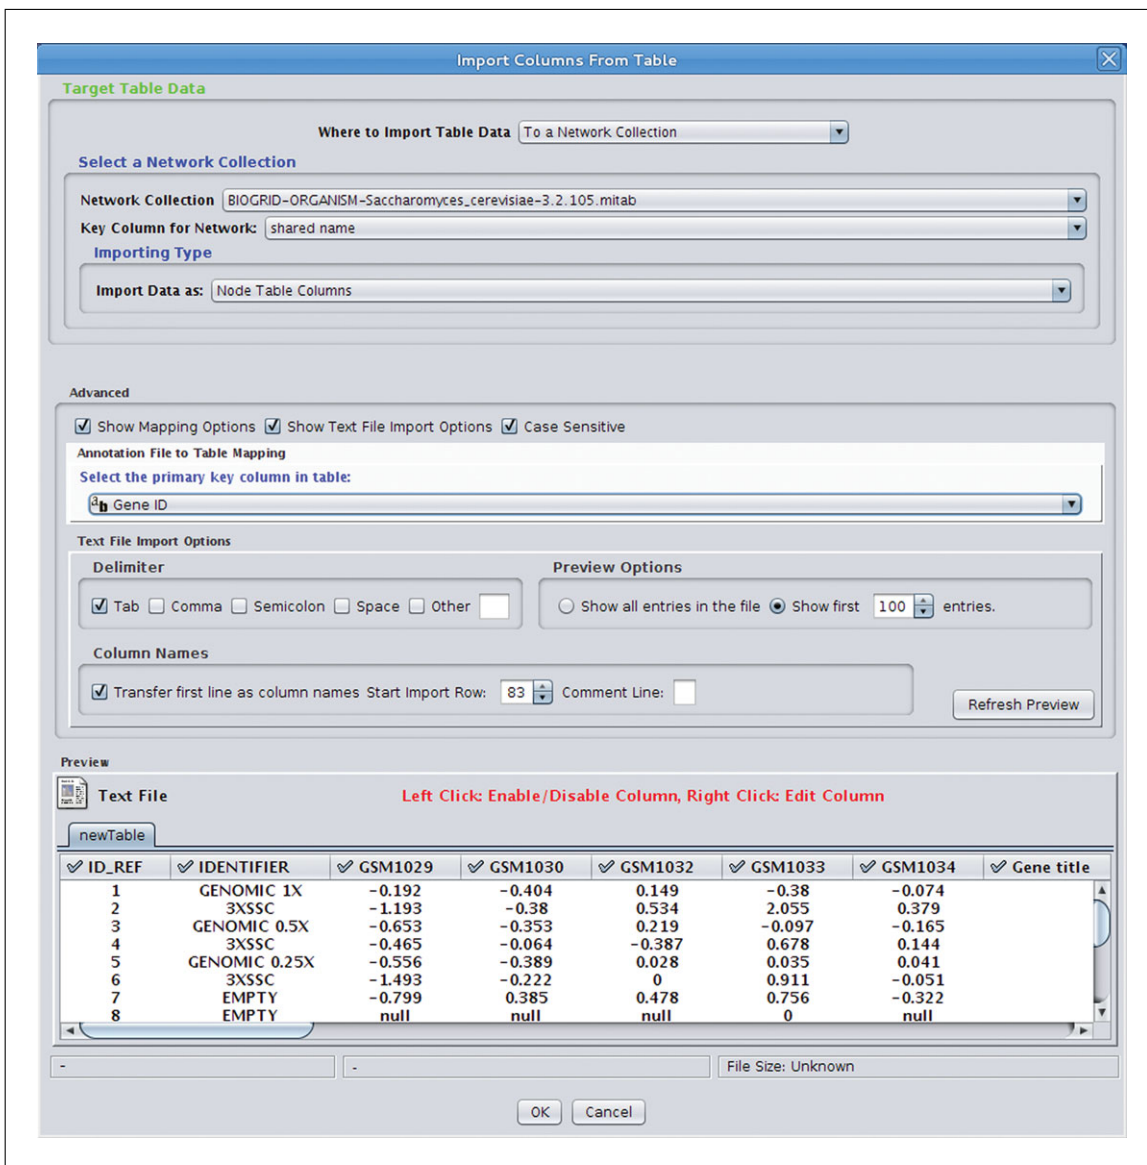 Import Columns From Table
Target Table Data
Where to Import Table Data To a Network Collection
Select a Network Collection
Network Collection BIOGRID-ORGANISM-Saccharomyces_cerevisiae-3.2.105.mitab
Key Column for Network: shared name
Importing Type
Import Data as: Node Table Columns
Advanced
Show Mapping Options Show Text File Import Options Case Sensitive
Annotation File to Table Mapping
Select the primary key column in table:
ab Gene ID
Text File Import Options
Delimiter Preview Options
Tab Comma Semicolon Space Other Show all entries in the file Show first 100 entries.
Column Names
Transfer first line as column names Start Import Row: 83 Comment Line:
Refresh Preview
Preview
Text File Left Click: Enable/Disable Column, Right Click: Edit Column
newTable
ID_REF IDENTIFIER GSM1029 GSM1030 GSM1032 GSM1033 GSM1034 Gene title
1 GENOMIC 1X -0.192 -0.404 0.149 -0.38 -0.074
2 3XSSC -1.193 -0.38 0.534 2.055 0.379
3 GENOMIC 0.5X -0.653 -0.353 0.219 -0.097 -0.165
4 3XSSC -0.465 -0.064 -0.387 0.678 0.144
5 GENOMIC 0.25X -0.556 -0.389 0.028 0.035 0.041
6 3XSSC -1.493 -0.222 0 0.911 -0.051
7 EMPTY -0.799 0.385 0.478 0.756 -0.322
8 EMPTY null null null 0 null
- - File Size: Unknown
OK Cancel